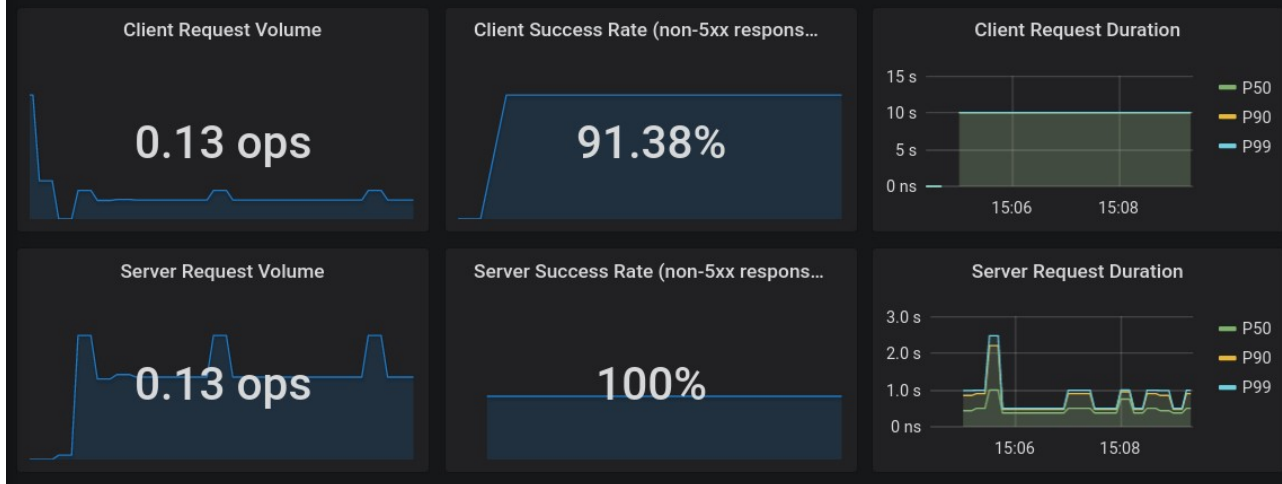 Client Request Volume
0.13 ops
Client Success Rate (non-5xx respons...
91.38%
Client Request Duration
15 s
10 s
5 s
0 ns
15:06
15:08
P50
P90
P99
Server Request Volume
0.13 ops
Server Success Rate (non-5xx respons...
100%
Server Request Duration
3.0 s
2.0 s
1.0 s
0 ns
15:06
15:08
P50
P90
P99